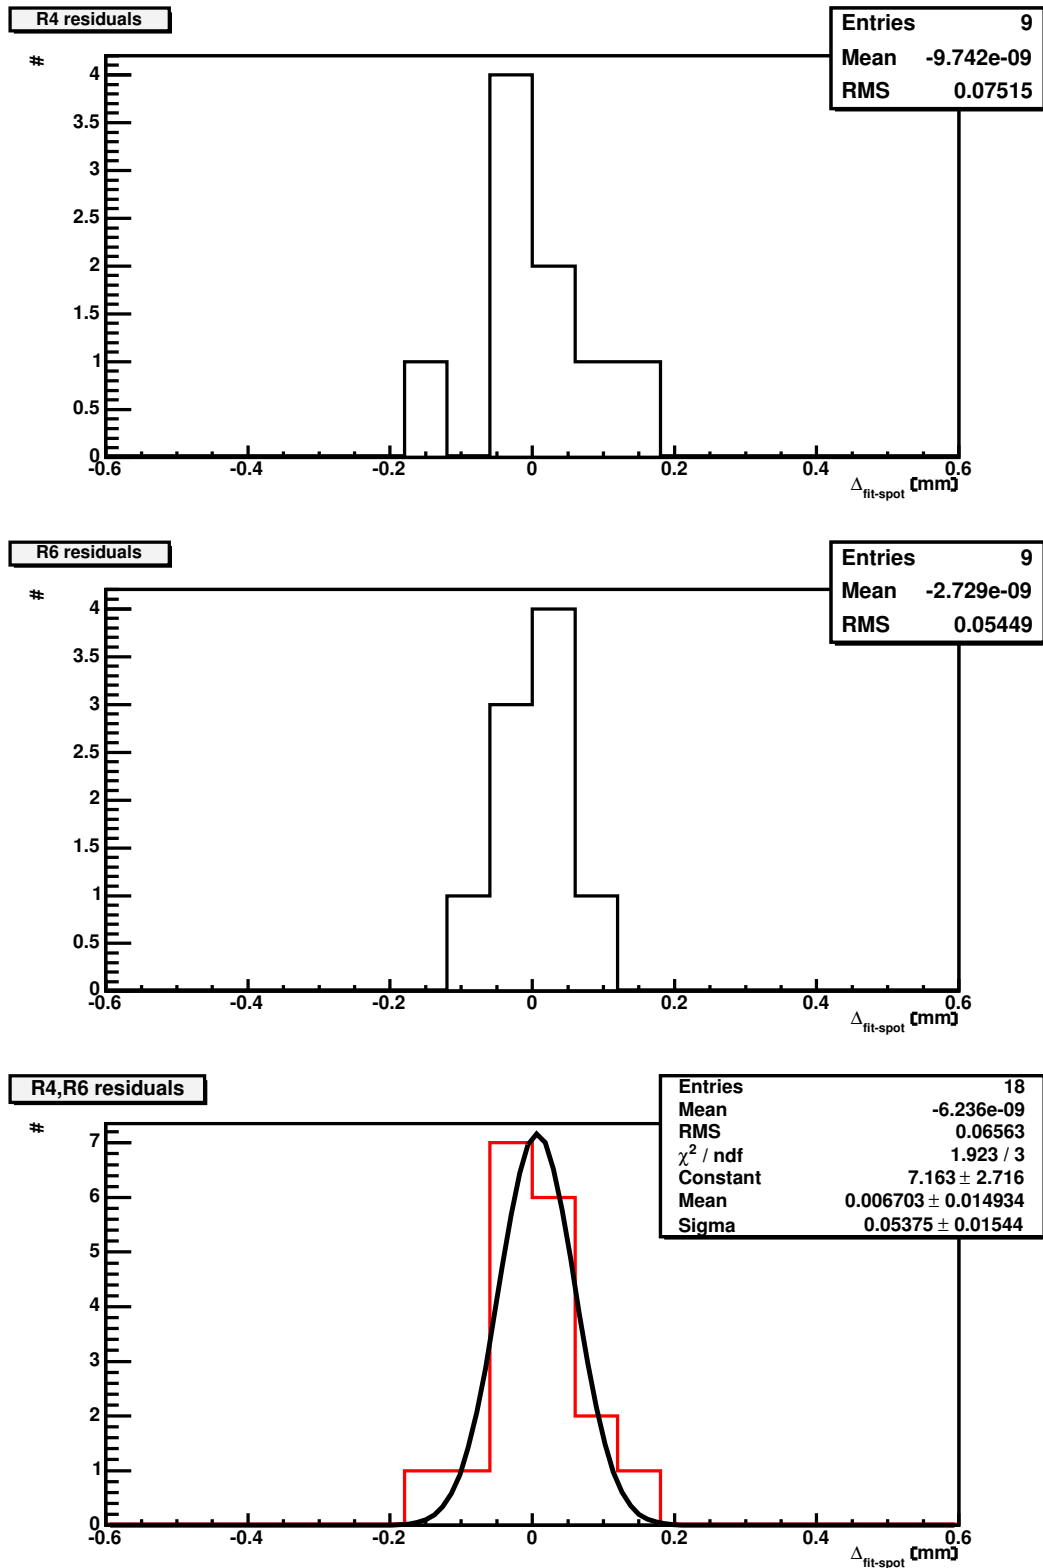 R4 residuals
Entries 9
Mean -9.742e-09
RMS 0.07515
#
4
3.5
3
2.5
2
1.5
1
0.5
0
-0.6 -0.4 -0.2 0 0.2 0.4 0.6
Δfit-spot [mm]
R6 residuals
Entries 9
Mean -2.729e-09
RMS 0.05449
#
4
3.5
3
2.5
2
1.5
1
0.5
0
-0.6 -0.4 -0.2 0 0.2 0.4 0.6
Δfit-spot [mm]
R4,R6 residuals
Entries 18
Mean -6.236e-09
RMS 0.06563
χ² / ndf 1.923 / 3
Constant 7.163 ± 2.716
Mean 0.006703 ± 0.014934
Sigma 0.05375 ± 0.01544
#
7
6
5
4
3
2
1
0
-0.6 -0.4 -0.2 0 0.2 0.4 0.6
Δfit-spot [mm]